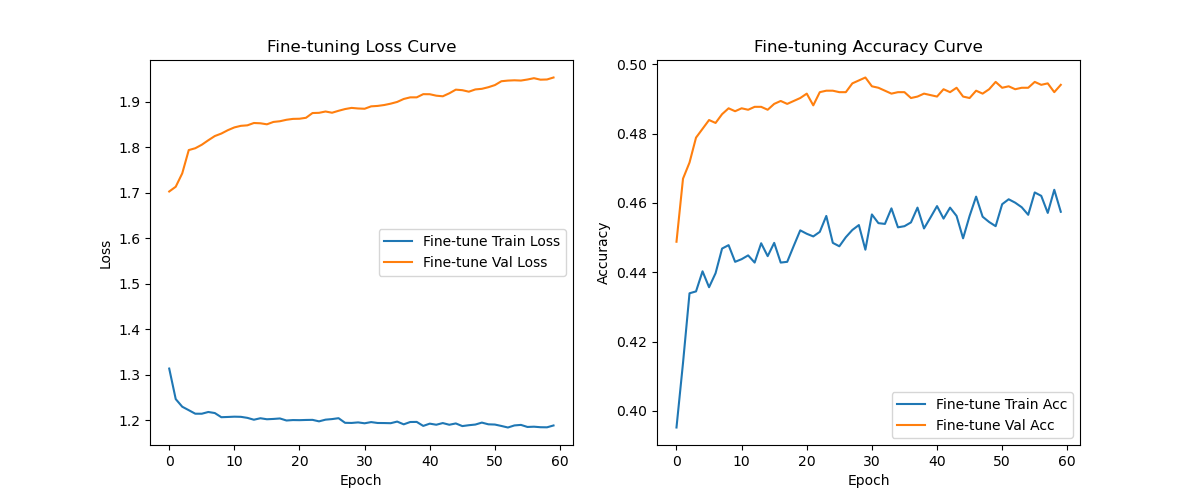 Fine-tuning Loss Curve
1.9
1.8
1.7
1.6
1.5
1.4
1.3
1.2
Loss
Fine-tune Train Loss
Fine-tune Val Loss
0 10 20 30 40 50 60
Epoch
Fine-tuning Accuracy Curve
0.50
0.48
0.46
0.44
0.42
0.40
Accuracy
Fine-tune Train Acc
Fine-tune Val Acc
0 10 20 30 40 50 60
Epoch